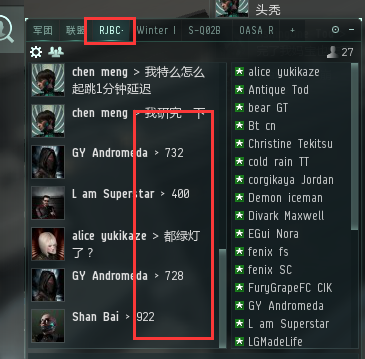 头秃
军团 联盟 RJBC· Winter I S-Q02B OASA R +
27
chen meng > 我特么怎么
起跳1分钟延迟
chen meng > 我研究一下
GY Andromeda > 732
L am Superstar > 400
alice yukikaze > 都绿灯
了?
GY Andromeda > 728
Shan Bai > 922
alice yukikaze
Antique Tod
bear GT
Bt cn
Christine Tekitsu
cold rain TT
corgikaya Jordan
Demon iceman
Divark Maxwell
EGui Nora
fenix fs
fenix SC
FuryGrapeFC CIK
GY Andromeda
L am Superstar
LGMadeLife